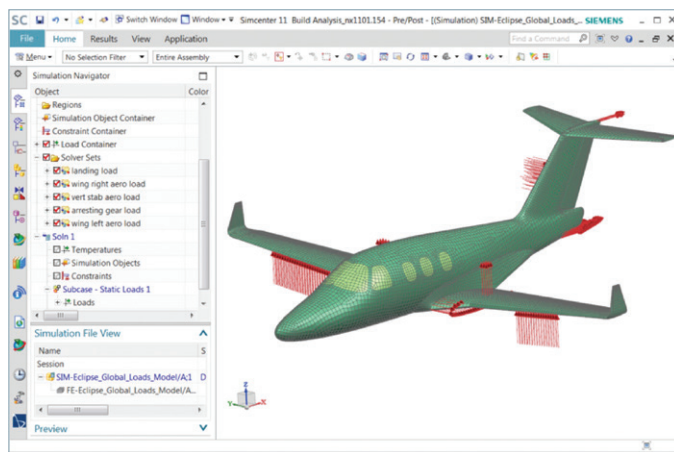 SC Switch Window Window Simcenter 11 Build Analysis_nx1101.154 - Pre/Post - [(Simulation) SIM-Eclipse_Global_Loads_... SIEMENS
File Home Results View Application Find a Command
Menu No Selection Filter Entire Assembly
Simulation Navigator
Object Color
Regions
Simulation Object Container
Constraint Container
Load Container
Solver Sets
landing load
wing right aero load
vert stab aero load
arresting gear load
wing left aero load
Soln 1
Temperatures
Simulation Objects
Constraints
Subcase - Static Loads 1
Loads
Simulation File View
Name S
Session
SIM-Eclipse_Global_Loads_Model/A;1 D
FE-Eclipse_Global_Loads_Model/A...
Preview
Z
Y X